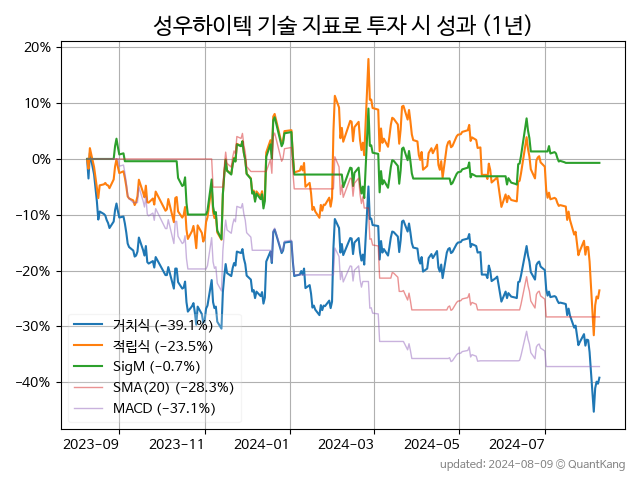 성우하이텍 기술 지표로 투자 시 성과 (1년)
20%
10%
0%
−10%
−20%
−30%
−40%
거치식 (−39.1%)
적립식 (−23.5%)
SigM (−0.7%)
SMA(20) (−28.3%)
MACD (−37.1%)
2023-09
2023-11
2024-01
2024-03
2024-05
2024-07
updated: 2024-08-09 © QuantKang